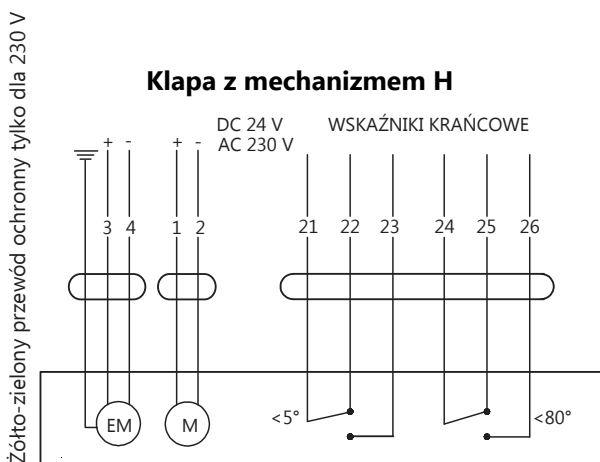 Żółto-zielony przewód ochronny tylko dla 230 V
Klapa z mechanizmem H
DC 24 V WSKAŹNIKI KRAŃCOWE
+ - + - AC 230 V
3 4 1 2 21 22 23 24 25 26
<5° <80°
EM M